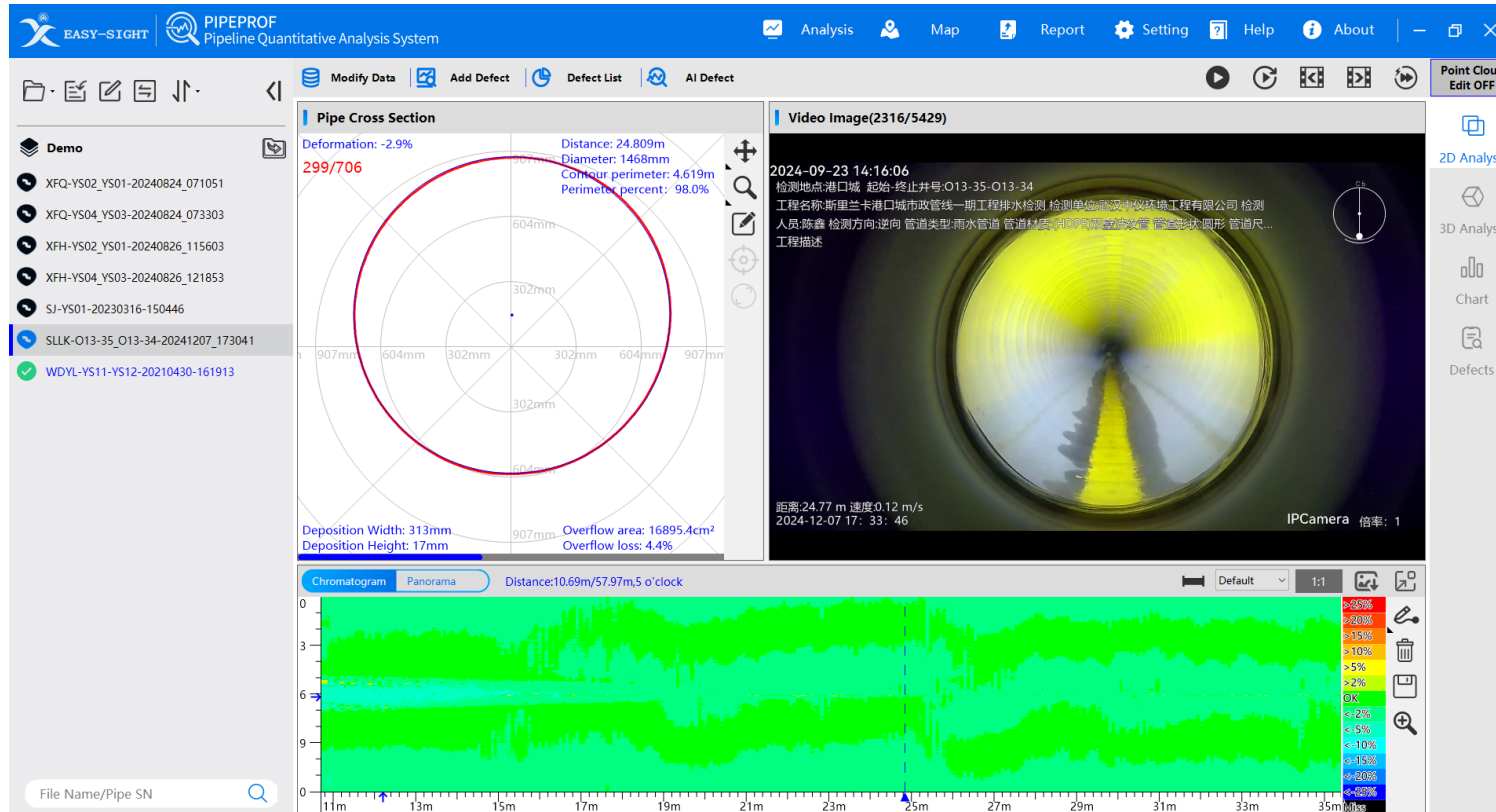 EASY-SIGHT
PIPEPROF
Pipeline Quantitative Analysis System
Analysis
Map
Report
Setting
Help
About
Modify Data
Add Defect
Defect List
AI Defect
Point Clou
Edit OFF
Demo
XFQ-YS02_YS01-20240824_071051
XFQ-YS04_YS03-20240824_073303
XFH-YS02_YS01-20240826_115603
XFH-YS04_YS03-20240826_121853
SJ-YS01-20230316-150446
SLLK-O13-35_O13-34-20241207_173041
WDYL-YS11-YS12-20210430-161913
File Name/Pipe SN
Pipe Cross Section
Deformation: -2.9%
299/706
Distance: 24.809m
Diameter: 1468mm
Contour perimeter: 4.619m
Perimeter percent: 98.0%
907mm
604mm
302mm
907mm 604mm 302mm 302mm 604mm 907mm
302mm
604mm
907mm
Deposition Width: 313mm
Deposition Height: 17mm
Overflow area: 16895.4cm²
Overflow loss: 4.4%
Video Image(2316/5429)
2024-09-23 14:16:06
检测地点:港口城 起始-终止井号:O13-35-O13-34
工程名称:斯里兰卡港口城市政管线一期工程排水检测 检测单位:武汉中仪环境工程有限公司 检测
人员:陈鑫 检测方向:逆向 管道类型:雨水管道 管道材质:(HDPE)双壁波纹管 管道形状:圆形 管道尺...
工程描述
距离:24.77 m 速度:0.12 m/s
2024-12-07 17: 33: 46
IPCamera 倍率: 1
2D Analys
3D Analys
Chart
Defects
Chromatogram
Panorama
Distance:10.69m/57.97m,5 o'clock
Default
1:1
0
3
6
9
0
11m 13m 15m 17m 19m 21m 23m 25m 27m 29m 31m 33m 35m
>25%
>20%
>15%
>10%
>5%
>2%
OK
<-2%
<-5%
<-10%
<-15%
<-20%
<-25%
Miss